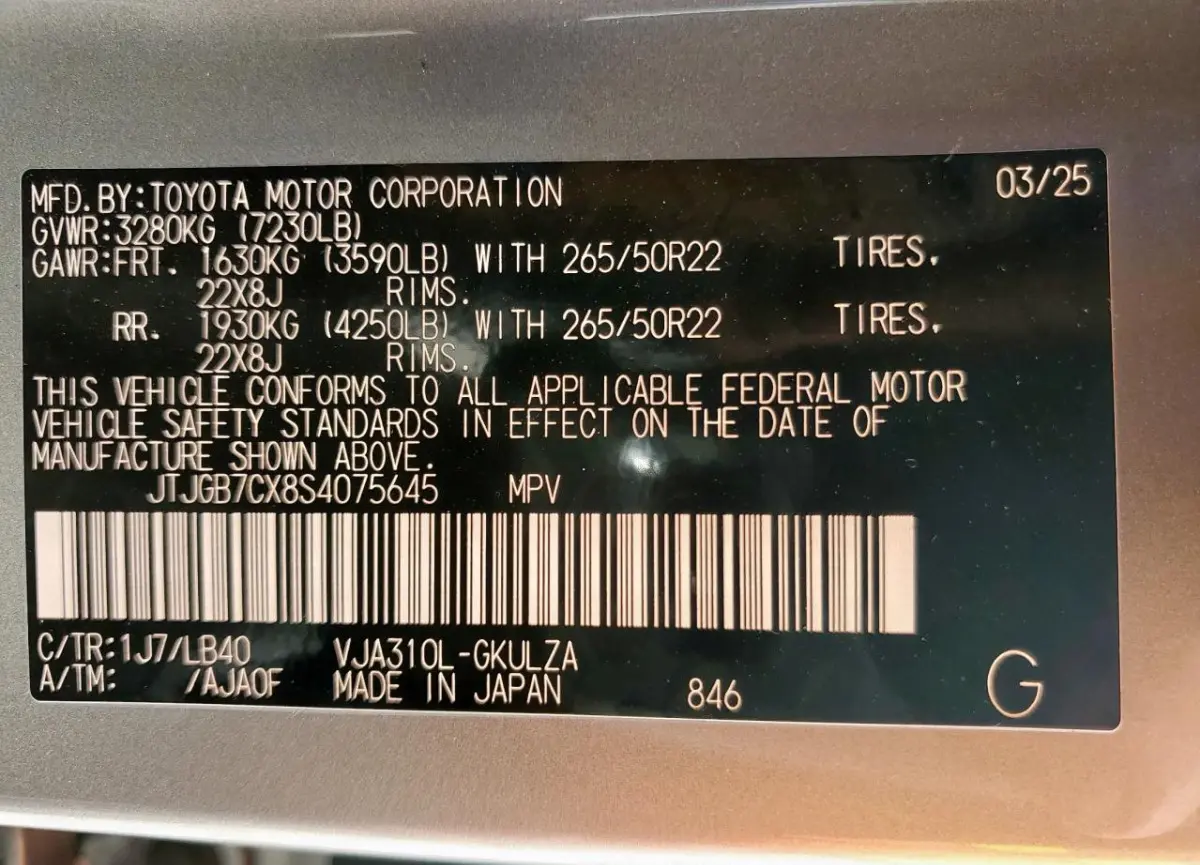 MFD.BY:TOYOTA MOTOR CORPORATION 03/25
GVWR:3280KG (7230LB)
GAWR:FRT. 1630KG (3590LB) WITH 265/50R22 TIRES.
22X8J RIMS.
RR. 1930KG (4250LB) WITH 265/50R22 TIRES.
22X8J RIMS.
THIS VEHICLE CONFORMS TO ALL APPLICABLE FEDERAL MOTOR
VEHICLE SAFETY STANDARDS IN EFFECT ON THE DATE OF
MANUFACTURE SHOWN ABOVE.
JTJGB7CX8S4075645 MPV
C/TR:1J7/LB40 VJA310L-GKULZA
A/TM: /AJA0F MADE IN JAPAN 846 G